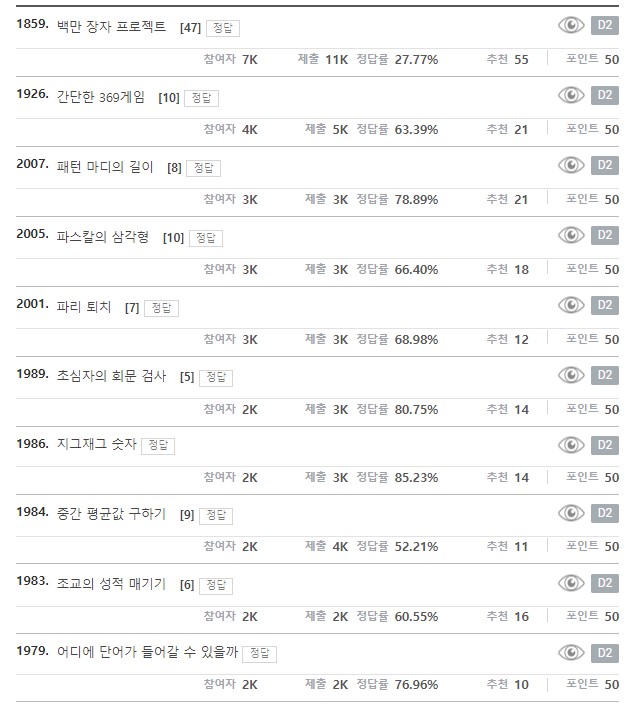 1859. 백만 장자 프로젝트 [47] 정답 D2
참여자 7K 제출 11K 정답률 27.77% 추천 55 포인트 50
1926. 간단한 369게임 [10] 정답 D2
참여자 4K 제출 5K 정답률 63.39% 추천 21 포인트 50
2007. 패턴 마디의 길이 [8] 정답 D2
참여자 3K 제출 3K 정답률 78.89% 추천 21 포인트 50
2005. 파스칼의 삼각형 [10] 정답 D2
참여자 3K 제출 3K 정답률 66.40% 추천 18 포인트 50
2001. 파리 퇴치 [7] 정답 D2
참여자 3K 제출 3K 정답률 68.98% 추천 12 포인트 50
1989. 초심자의 회문 검사 [5] 정답 D2
참여자 2K 제출 3K 정답률 80.75% 추천 14 포인트 50
1986. 지그재그 숫자 정답 D2
참여자 2K 제출 3K 정답률 85.23% 추천 14 포인트 50
1984. 중간 평균값 구하기 [9] 정답 D2
참여자 2K 제출 4K 정답률 52.21% 추천 11 포인트 50
1983. 조교의 성적 매기기 [6] 정답 D2
참여자 2K 제출 2K 정답률 60.55% 추천 16 포인트 50
1979. 어디에 단어가 들어갈 수 있을까 정답 D2
참여자 2K 제출 2K 정답률 76.96% 추천 10 포인트 50